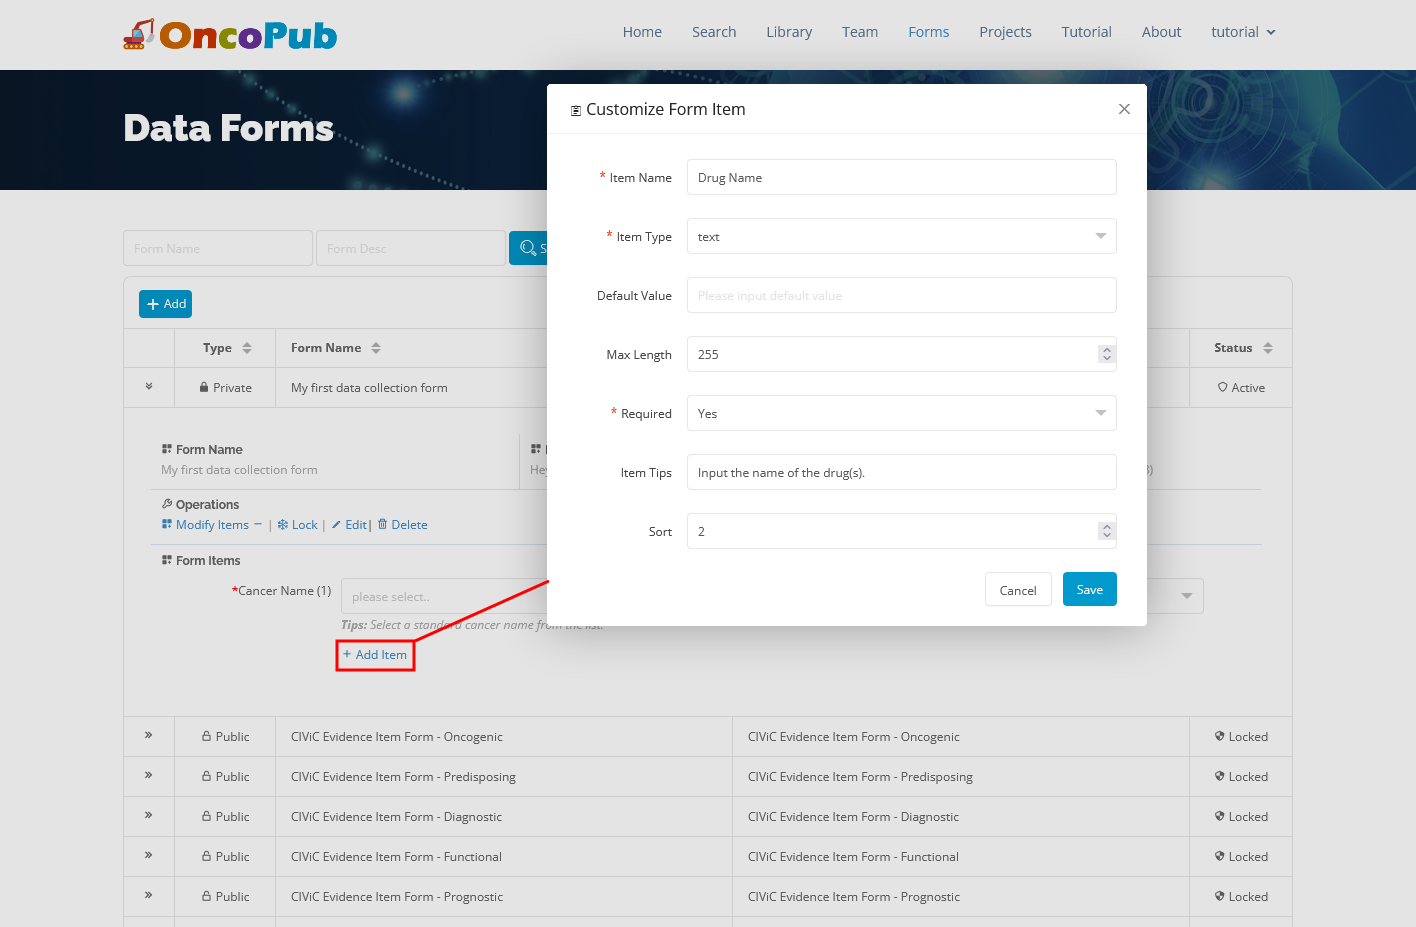 OncoPub
Home Search Library Team Forms Projects Tutorial About tutorial
Data Forms
Customize Form Item
* Item Name Drug Name
* Item Type text
Default Value Please input default value
Max Length 255
* Required Yes
Item Tips Input the name of the drug(s).
Sort 2
Cancel Save
Form Name Form Desc
Add
Type Form Name Status
Private My first data collection form Active
Form Name
My first data collection form
Operations
Modify Items | Lock | Edit | Delete
Form Items
*Cancer Name (1) please select..
Tips: Select a standard cancer name from the list.
+ Add Item
Public CIViC Evidence Item Form - Oncogenic CIViC Evidence Item Form - Oncogenic Locked
Public CIViC Evidence Item Form - Predisposing CIViC Evidence Item Form - Predisposing Locked
Public CIViC Evidence Item Form - Diagnostic CIViC Evidence Item Form - Diagnostic Locked
Public CIViC Evidence Item Form - Functional CIViC Evidence Item Form - Functional Locked
Public CIViC Evidence Item Form - Prognostic CIViC Evidence Item Form - Prognostic Locked